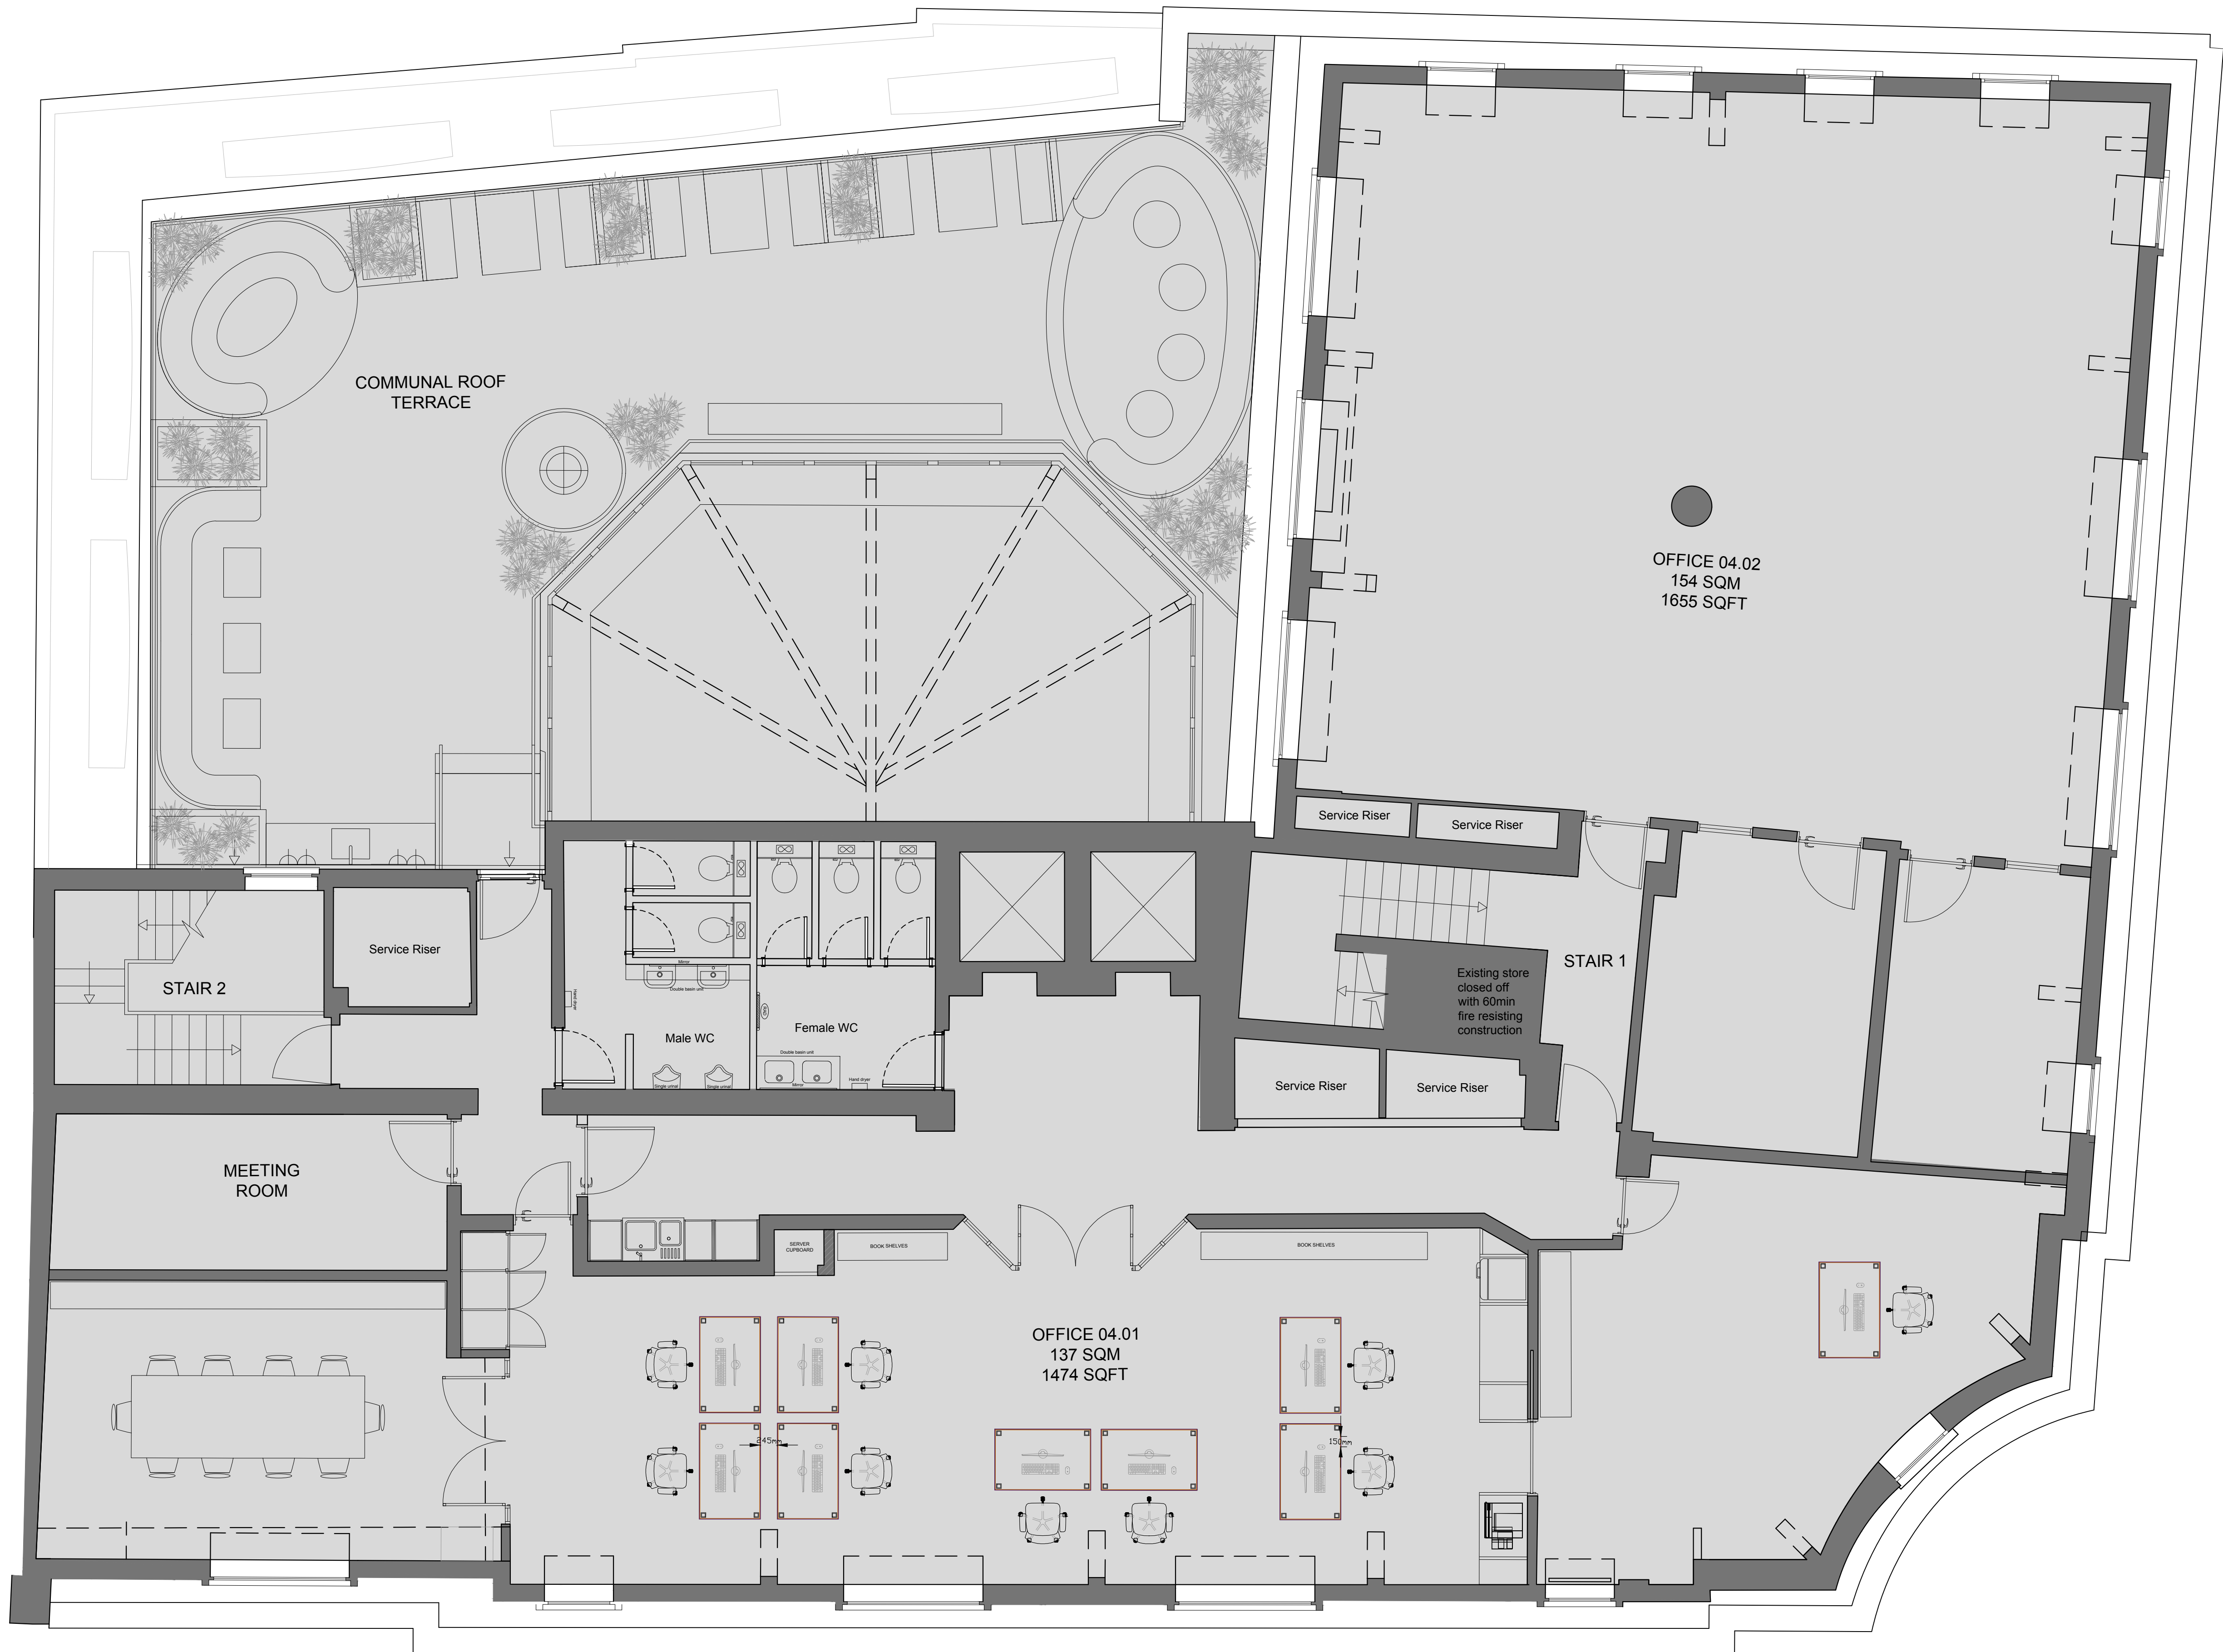 COMMUNAL ROOF
TERRACE
OFFICE 04.02
154 SQM
1655 SQFT
Service Riser
Service Riser
Service Riser
STAIR 2
STAIR 1
Existing store
closed off
with 60min
fire resisting
construction
Mirror
Double basin unit
Hand dryer
Male WC
Female WC
Single urinal
Single urinal
Double basin unit
Mirror
Hand dryer
Service Riser
Service Riser
MEETING
ROOM
SERVER
CUPBOARD
BOOK SHELVES
BOOK SHELVES
OFFICE 04.01
137 SQM
1474 SQFT
245mm
150mm